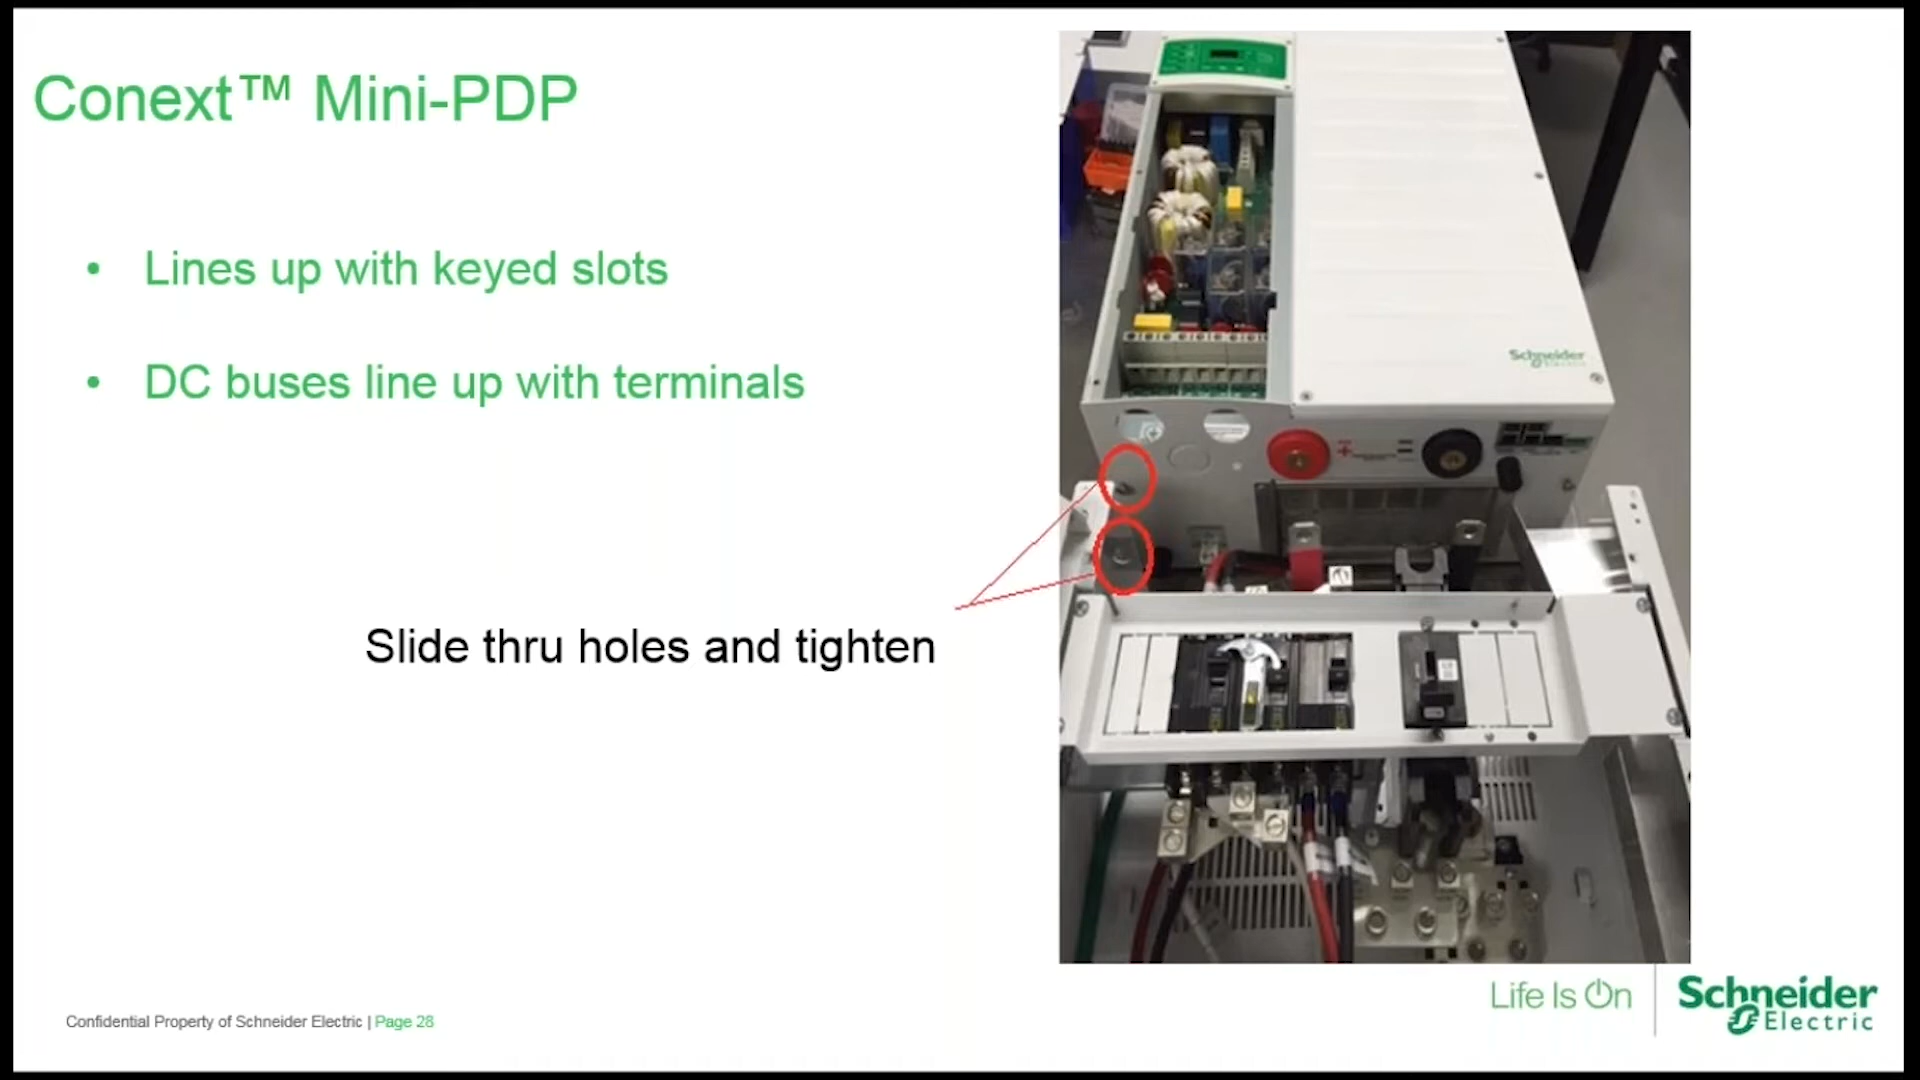 Conext™ Mini-PDP
• Lines up with keyed slots
• DC buses line up with terminals
Slide thru holes and tighten
Schneider
Confidential Property of Schneider Electric | Page 28
Life Is On
Schneider
Electric